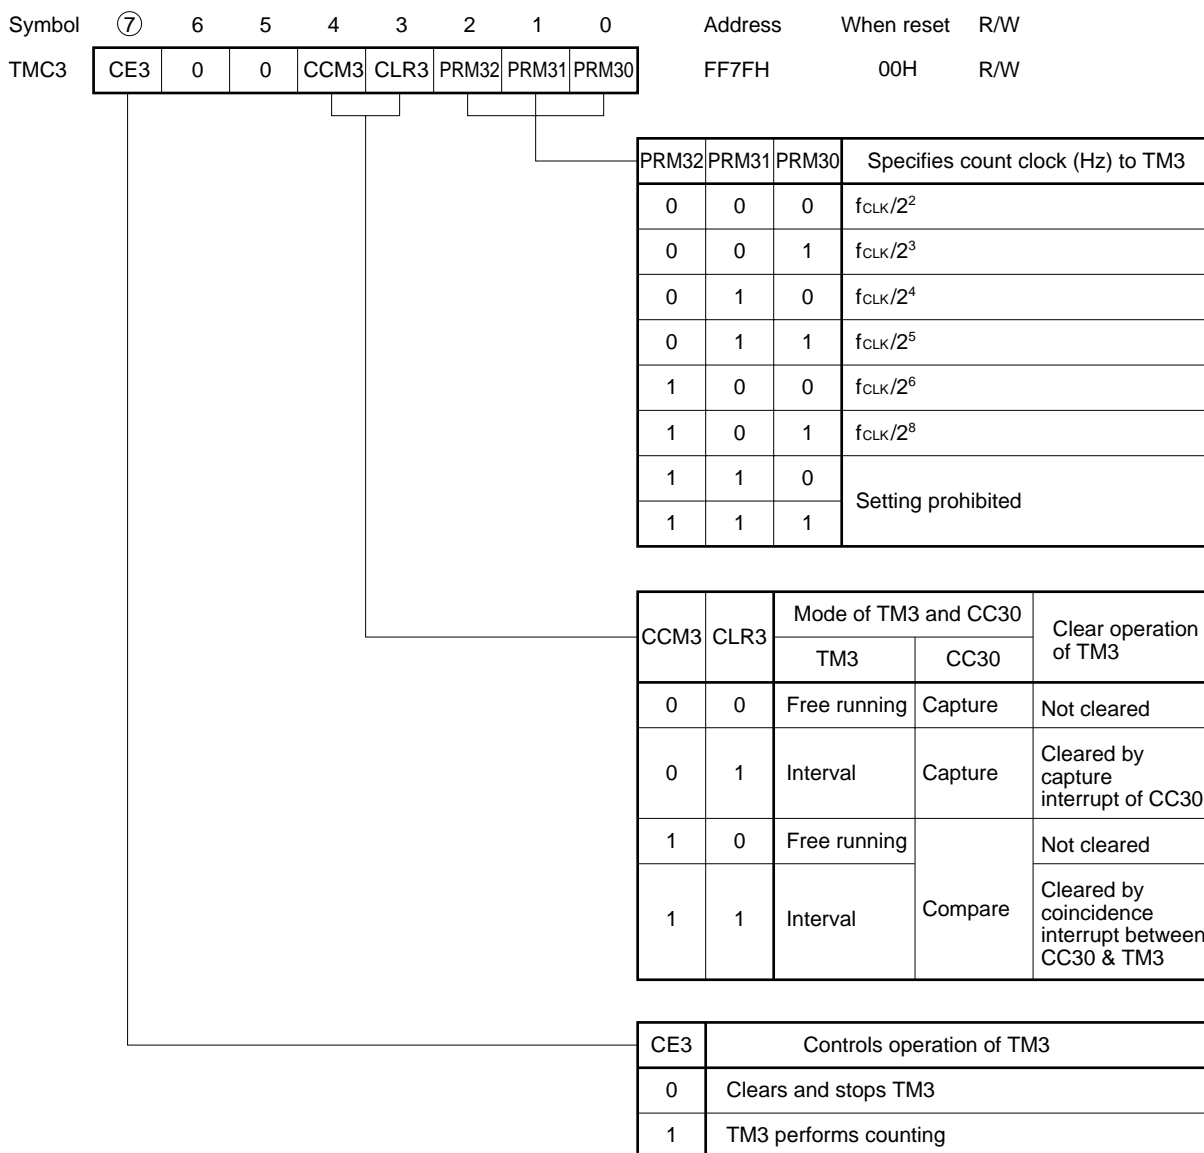 Symbol ⑦ 6 5 4 3 2 1 0 Address When reset R/W
TMC3 CE3 0 0 CCM3 CLR3 PRM32 PRM31 PRM30 FF7FH 00H R/W
PRM32 PRM31 PRM30 Specifies count clock (Hz) to TM3
0 0 0 fCLK/2²
0 0 1 fCLK/2³
0 1 0 fCLK/2⁴
0 1 1 fCLK/2⁵
1 0 0 fCLK/2⁶
1 0 1 fCLK/2⁸
1 1 0
Setting prohibited
1 1 1
CCM3 CLR3 Mode of TM3 and CC30 Clear operation
TM3 CC30 of TM3
0 0 Free running Capture Not cleared
0 1 Interval Capture Cleared by
capture
interrupt of CC30
1 0 Free running Not cleared
1 1 Interval Compare Cleared by
coincidence
interrupt between
CC30 & TM3
CE3 Controls operation of TM3
0 Clears and stops TM3
1 TM3 performs counting